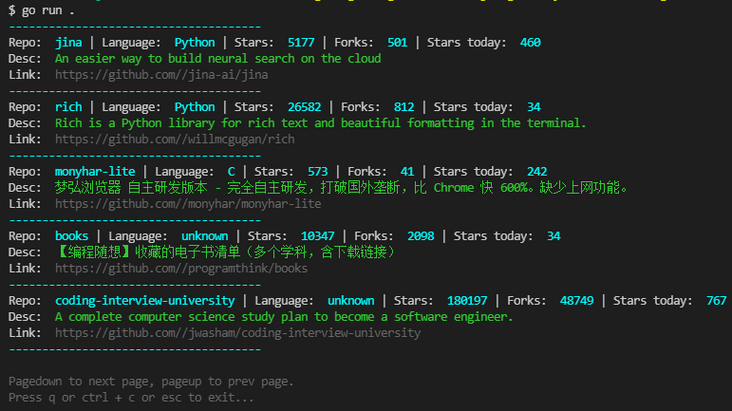 $ go run .
------------------------------------
Repo:  jina | Language:  Python | Stars:  5177 | Forks:  501 | Stars today:  460
Desc:  An easier way to build neural search on the cloud
Link:  https://github.com//jina-ai/jina
------------------------------------
Repo:  rich | Language:  Python | Stars:  26582 | Forks:  812 | Stars today:  34
Desc:  Rich is a Python library for rich text and beautiful formatting in the terminal.
Link:  https://github.com//willmcgugan/rich
------------------------------------
Repo:  monyhar-lite | Language:  C | Stars:  573 | Forks:  41 | Stars today:  242
Desc:  梦弘浏览器 自主研发版本 - 完全自主研发，打破国外垄断，比 Chrome 快 600%。缺少上网功能。
Link:  https://github.com//monyhar/monyhar-lite
------------------------------------
Repo:  books | Language:  unknown | Stars:  10347 | Forks:  2098 | Stars today:  34
Desc:  【编程随想】收藏的电子书清单（多个学科，含下载链接）
Link:  https://github.com//programthink/books
------------------------------------
Repo:  coding-interview-university | Language:  unknown | Stars:  180197 | Forks:  48749 | Stars today:  767
Desc:  A complete computer science study plan to become a software engineer.
Link:  https://github.com//jwasham/coding-interview-university
------------------------------------
Pagedown to next page, pageup to prev page.
Press q or ctrl + c or esc to exit...